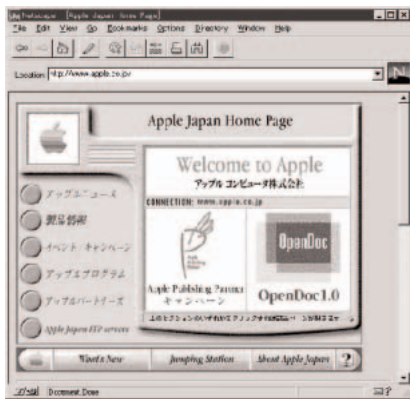 Netscape - [Apple Japan Home Page]
File Edit View Go Bookmarks Options Directory Window Help
Location: http://www.apple.co.jp/
Apple Japan Home Page
Welcome to Apple
アップル コンピュータ株式会社
CONNECTION: www.apple.co.jp
アップルニュース
製品情報
イベント/キャンペーン
アップルプログラム
アップルパートナーズ
Apple Japan FTP servers
Apple Publishing Partner
キャンペーン
OpenDoc
OpenDoc1.0
What's New
Jumping Station
About Apple Japan
?
Document: Done